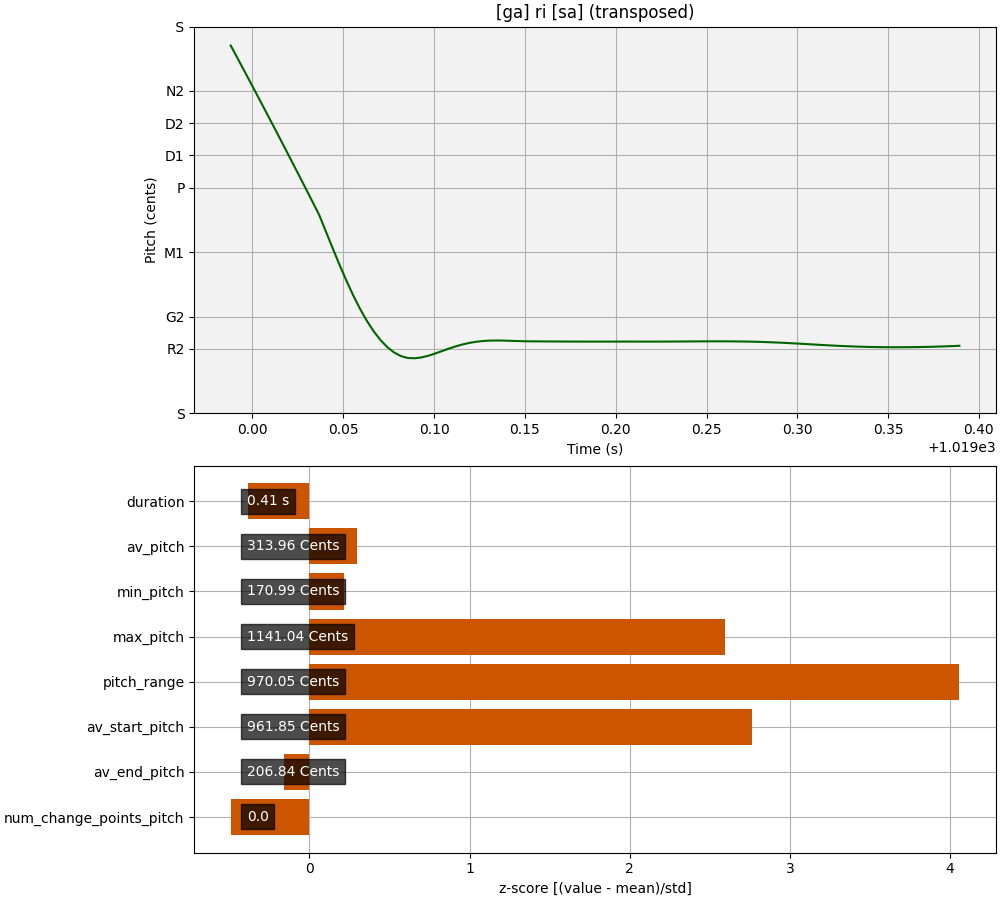 [ga] ri [sa] (transposed)
S
N2
D2
D1
P
M1
G2
R2
S
Pitch (cents)
0.00 0.05 0.10 0.15 0.20 0.25 0.30 0.35 0.40
Time (s)
+1.019e3
duration 0.41 s
av_pitch 313.96 Cents
min_pitch 170.99 Cents
max_pitch 1141.04 Cents
pitch_range 970.05 Cents
av_start_pitch 961.85 Cents
av_end_pitch 206.84 Cents
num_change_points_pitch 0.0
0 1 2 3 4
z-score [(value - mean)/std]